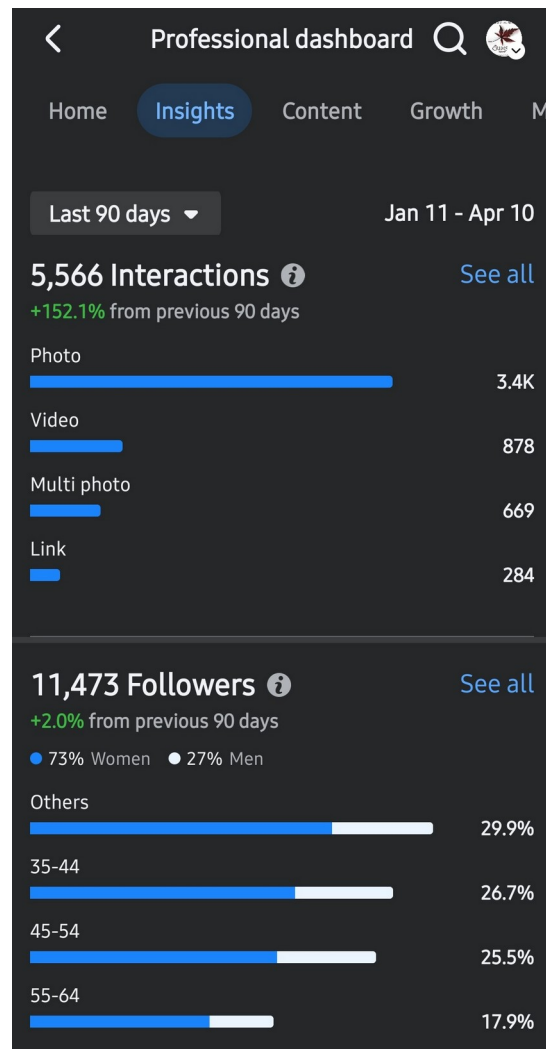 Professional dashboard
Home Insights Content Growth M
Last 90 days Jan 11 - Apr 10
5,566 Interactions See all
+152.1% from previous 90 days
Photo
3.4K
Video
878
Multi photo
669
Link
284
11,473 Followers See all
+2.0% from previous 90 days
73% Women 27% Men
Others
29.9%
35-44
26.7%
45-54
25.5%
55-64
17.9%